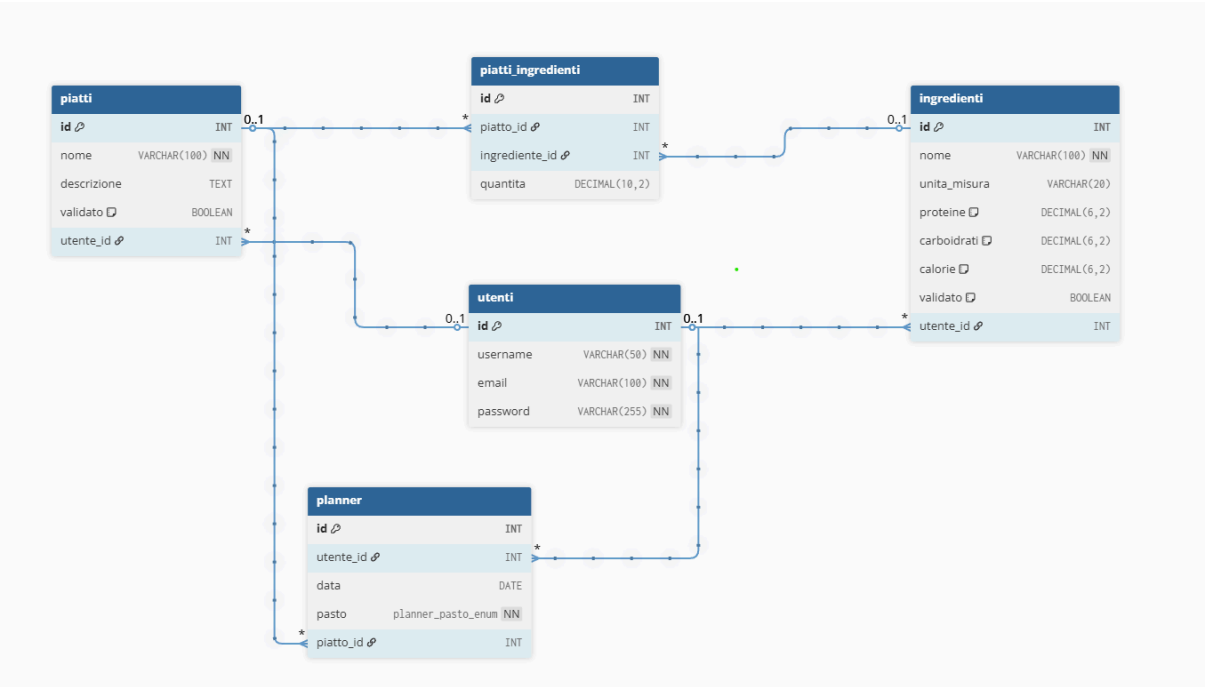 piatti
id INT
nome VARCHAR(100) NN
descrizione TEXT
validato BOOLEAN
utente_id INT
0..1
*
piatti_ingredienti
id INT
piatto_id INT
ingrediente_id INT
quantita DECIMAL(10,2)
*
*
ingredienti
id INT
nome VARCHAR(100) NN
unita_misura VARCHAR(20)
proteine DECIMAL(6,2)
carboidrati DECIMAL(6,2)
calorie DECIMAL(6,2)
validato BOOLEAN
utente_id INT
0..1
*
utenti
id INT
username VARCHAR(50) NN
email VARCHAR(100) NN
password VARCHAR(255) NN
0..1
0..1
planner
id INT
utente_id INT
data DATE
pasto planner_pasto_enum NN
piatto_id INT
*
*